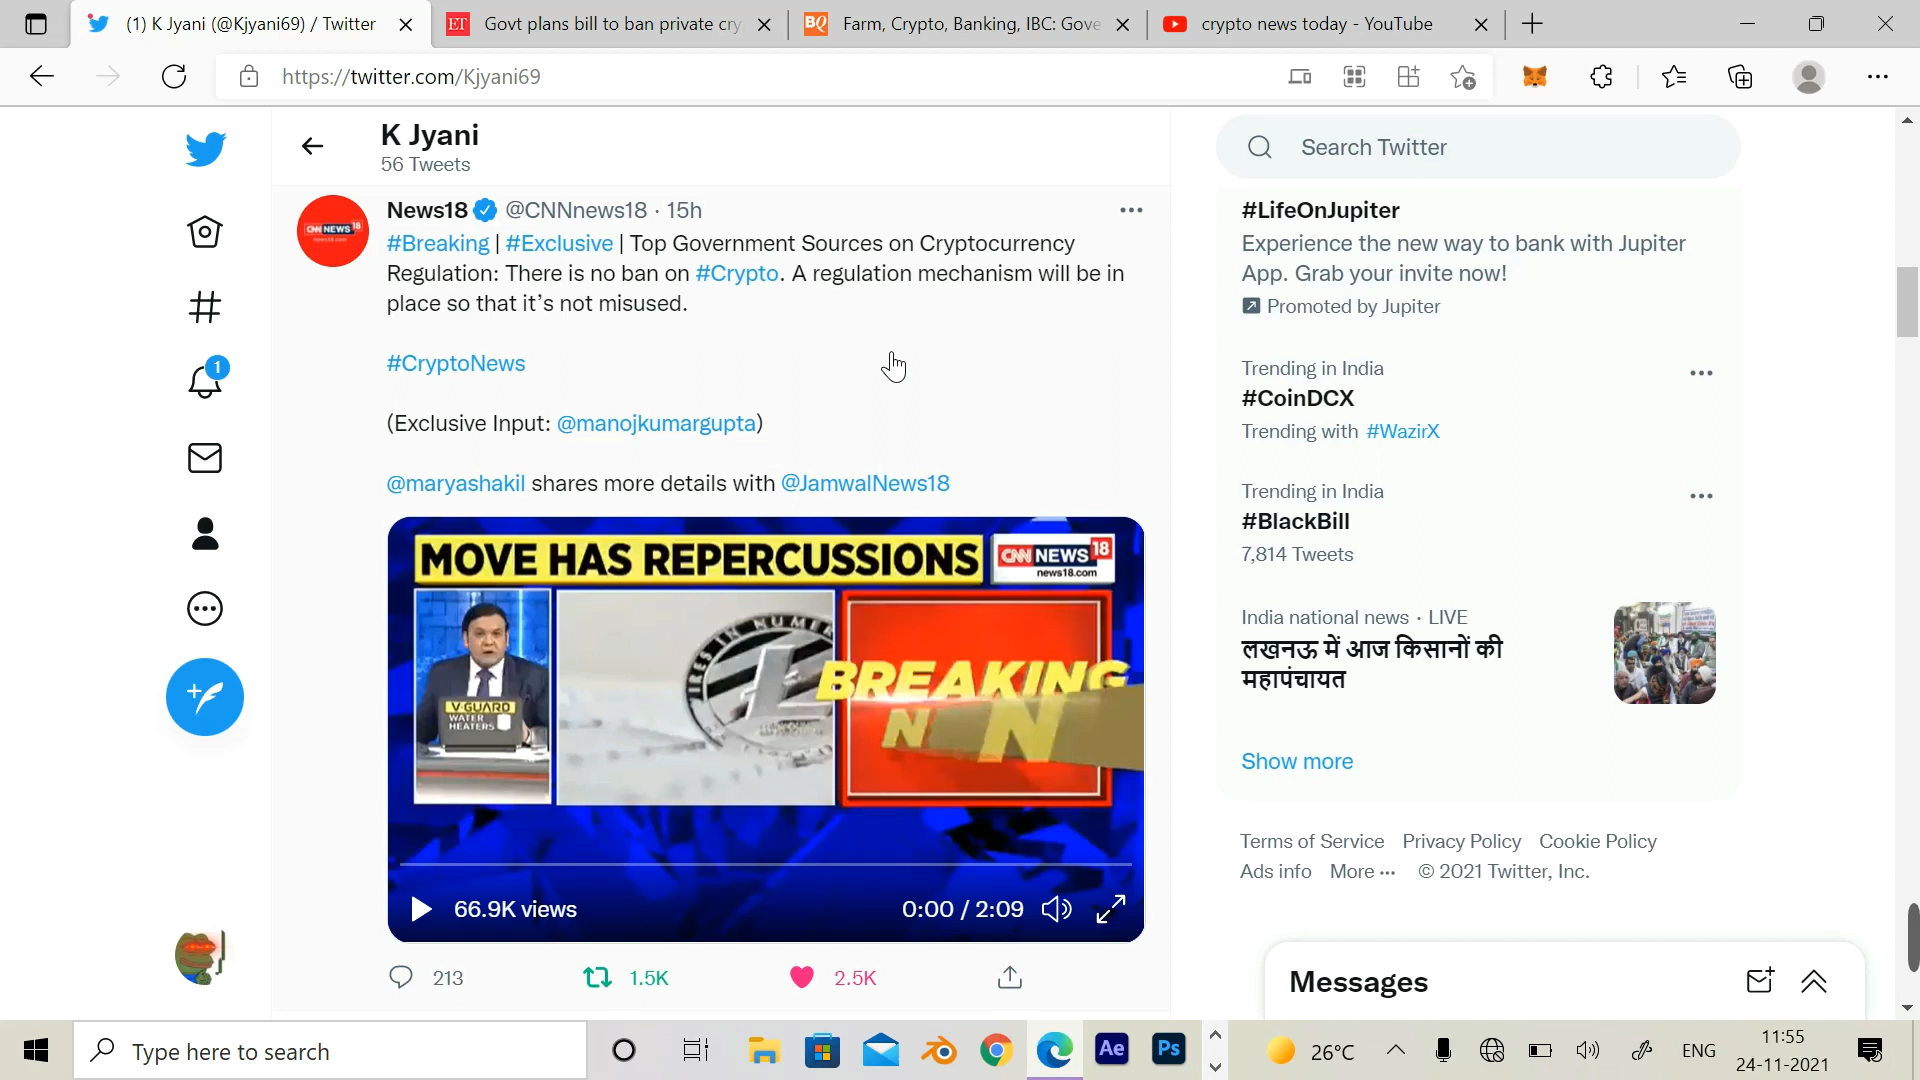 (1) K Jyani (@Kjyani69) / Twitter
Govt plans bill to ban private cry
Farm, Crypto, Banking, IBC: Gove
crypto news today - YouTube
https://twitter.com/Kjyani69
K Jyani
56 Tweets
Search Twitter
News18 @CNNnews18 · 15h
#Breaking | #Exclusive | Top Government Sources on Cryptocurrency
Regulation: There is no ban on #Crypto. A regulation mechanism will be in
place so that it's not misused.
#CryptoNews
(Exclusive Input: @manojkumargupta)
@maryashakil shares more details with @JamwalNews18
MOVE HAS REPERCUSSIONS
CNN NEWS 18
news18.com
V-GUARD
WATER
HEATERS
BREAKING
N
66.9K views
0:00 / 2:09
213
1.5K
2.5K
#LifeOnJupiter
Experience the new way to bank with Jupiter
App. Grab your invite now!
Promoted by Jupiter
Trending in India
#CoinDCX
Trending with #WazirX
Trending in India
#BlackBill
7,814 Tweets
India national news · LIVE
लखनऊ में आज किसानों की
महापंचायत
Show more
Terms of Service Privacy Policy Cookie Policy
Ads info More ··· © 2021 Twitter, Inc.
Messages
1
Type here to search
Ae
Ps
26°C
ENG
11:55
24-11-2021